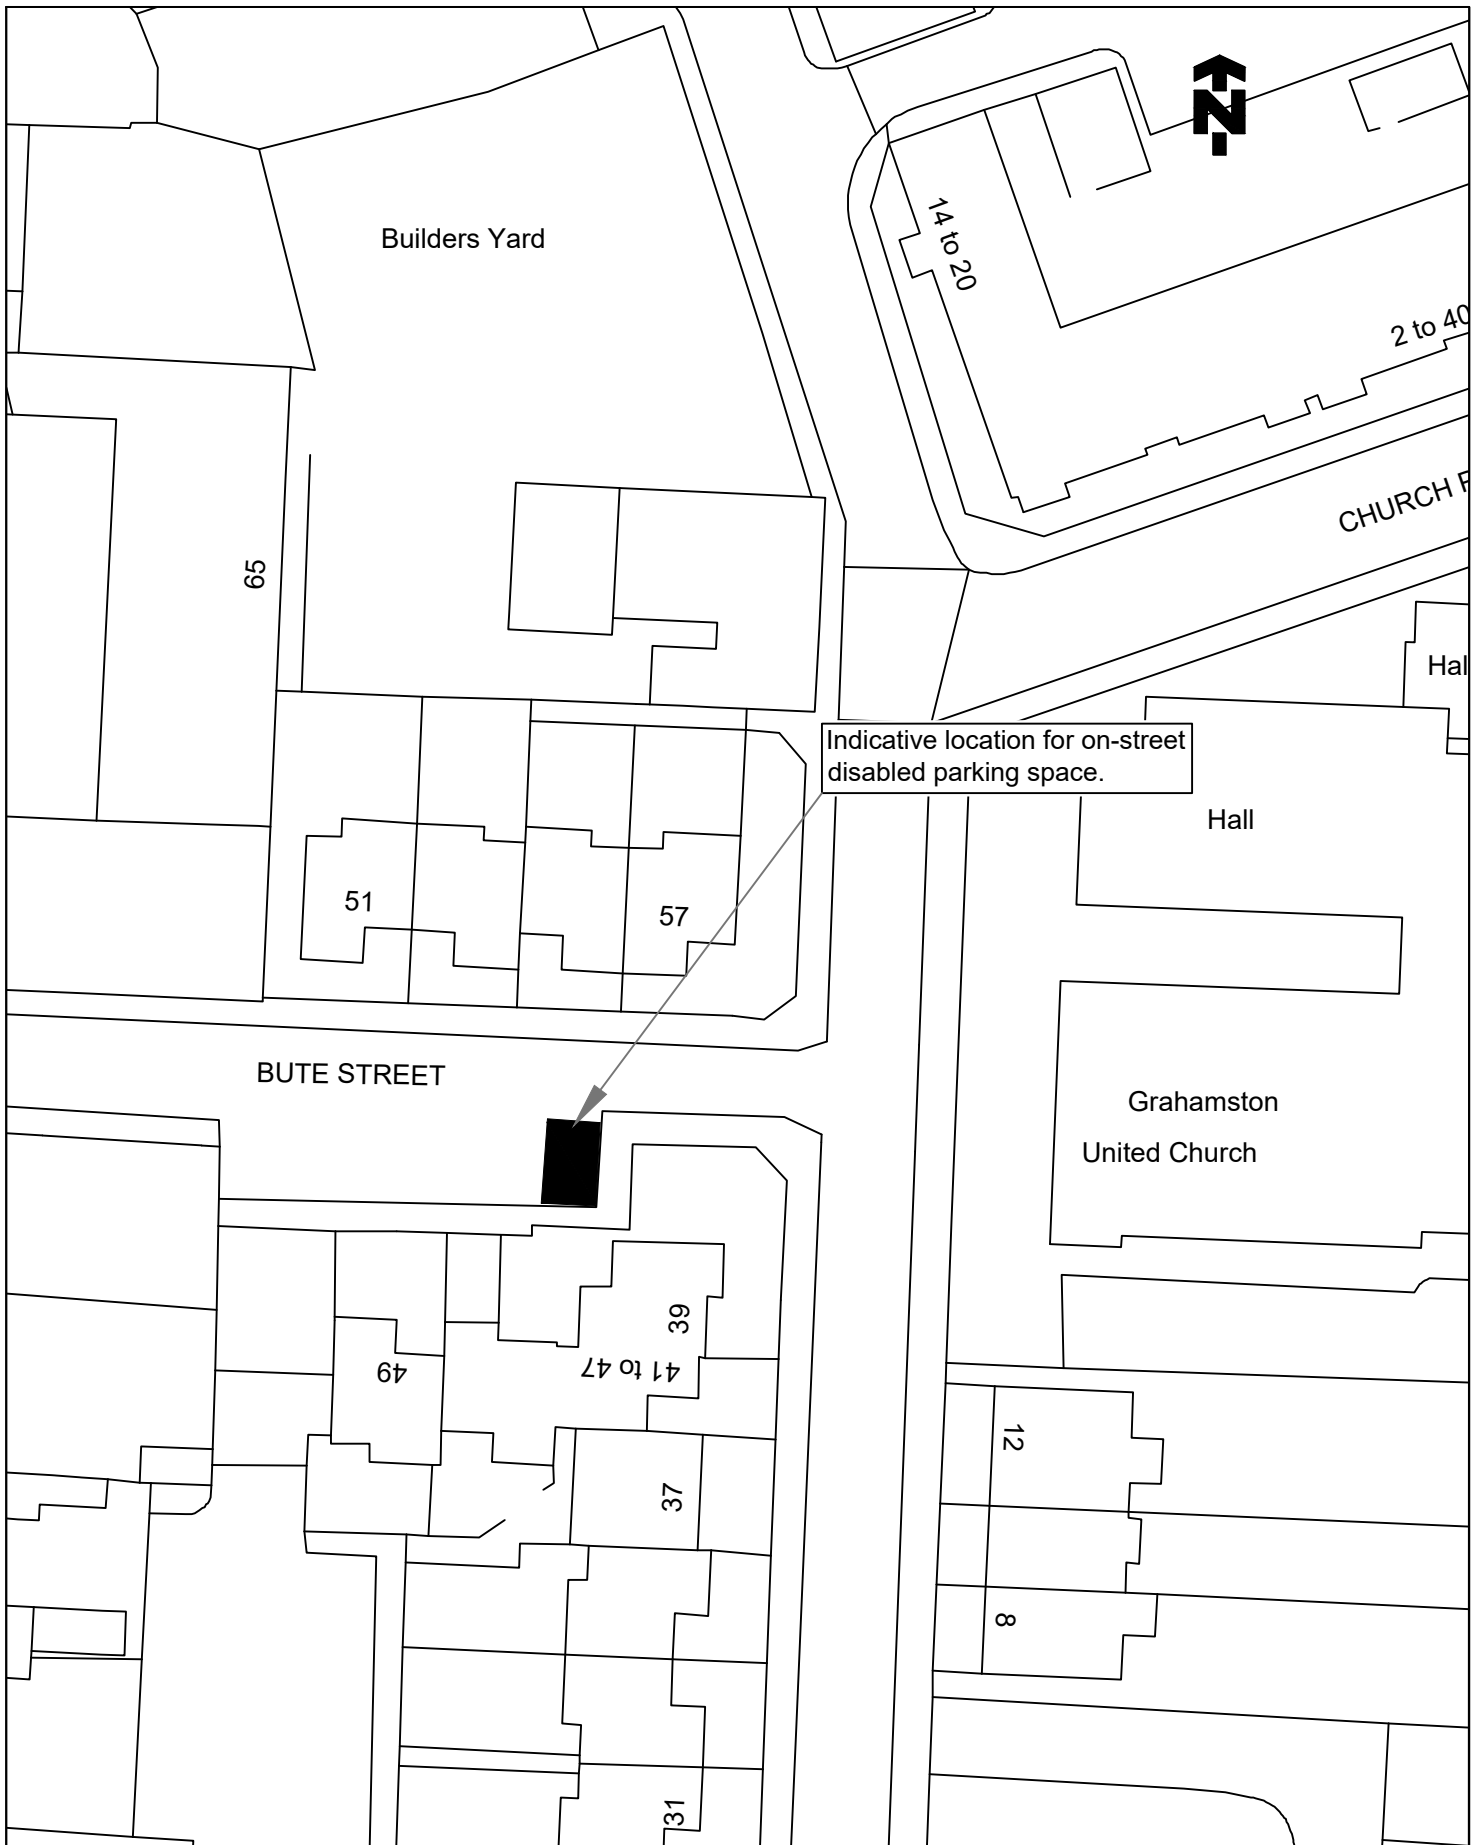 Builders Yard
14 to 20
2 to 40
CHURCH
65
Indicative location for on-street
disabled parking space.
Hall
51
57
BUTE STREET
Grahamston
United Church
39
41 to 47
49
12
37
8
31